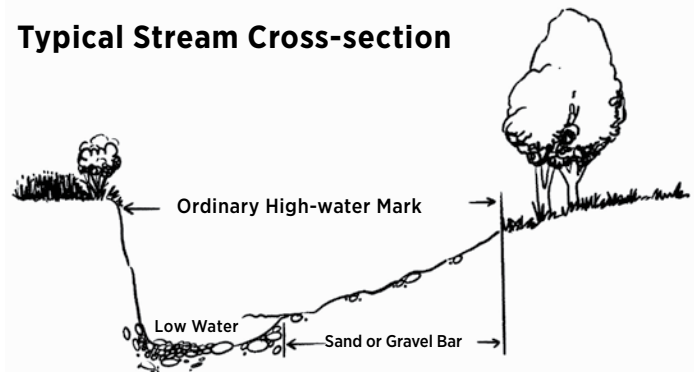 Typical Stream Cross-section
Ordinary High-water Mark
Low Water
Sand or Gravel Bar